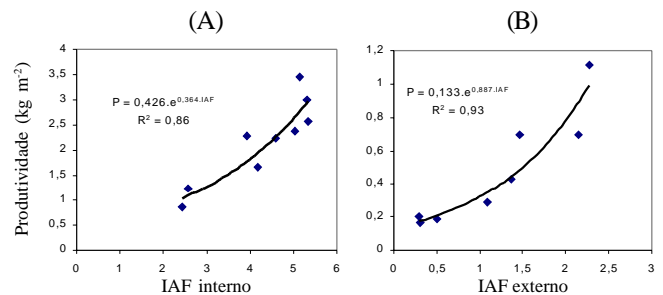 (A)
(B)
Produtividade (kg m-2)
4
3,5
3
2,5
2
1,5
1
0,5
0
P = 0,426.e0,364.IAF
R2 = 0,86
0 1 2 3 4 5 6
IAF interno
1,2
1
0,8
0,6
0,4
0,2
0
P = 0,133.e0,887.IAF
R2 = 0,93
0 0,5 1 1,5 2 2,5 3
IAF externo